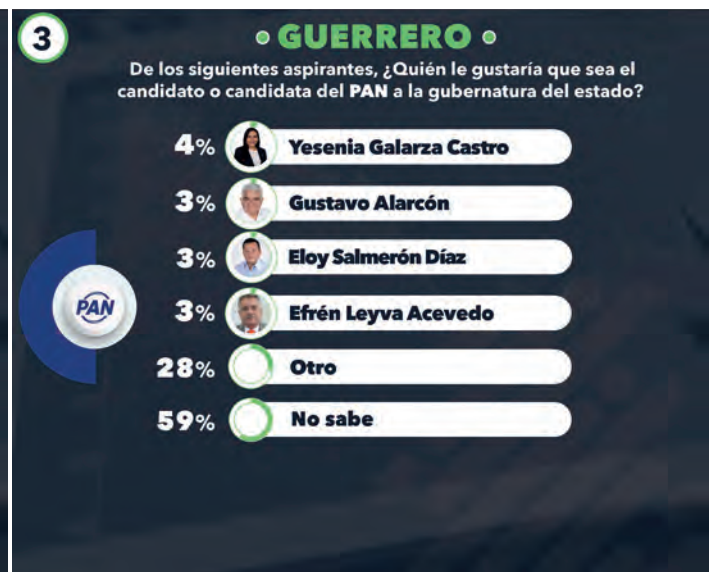 3
• GUERRERO •
De los siguientes aspirantes, ¿Quién le gustaría que sea el
candidato o candidata del PAN a la gubernatura del estado?
4% Yesenia Galarza Castro
3% Gustavo Alarcón
3% Eloy Salmerón Díaz
PAN
3% Efrén Leyva Acevedo
28% Otro
59% No sabe